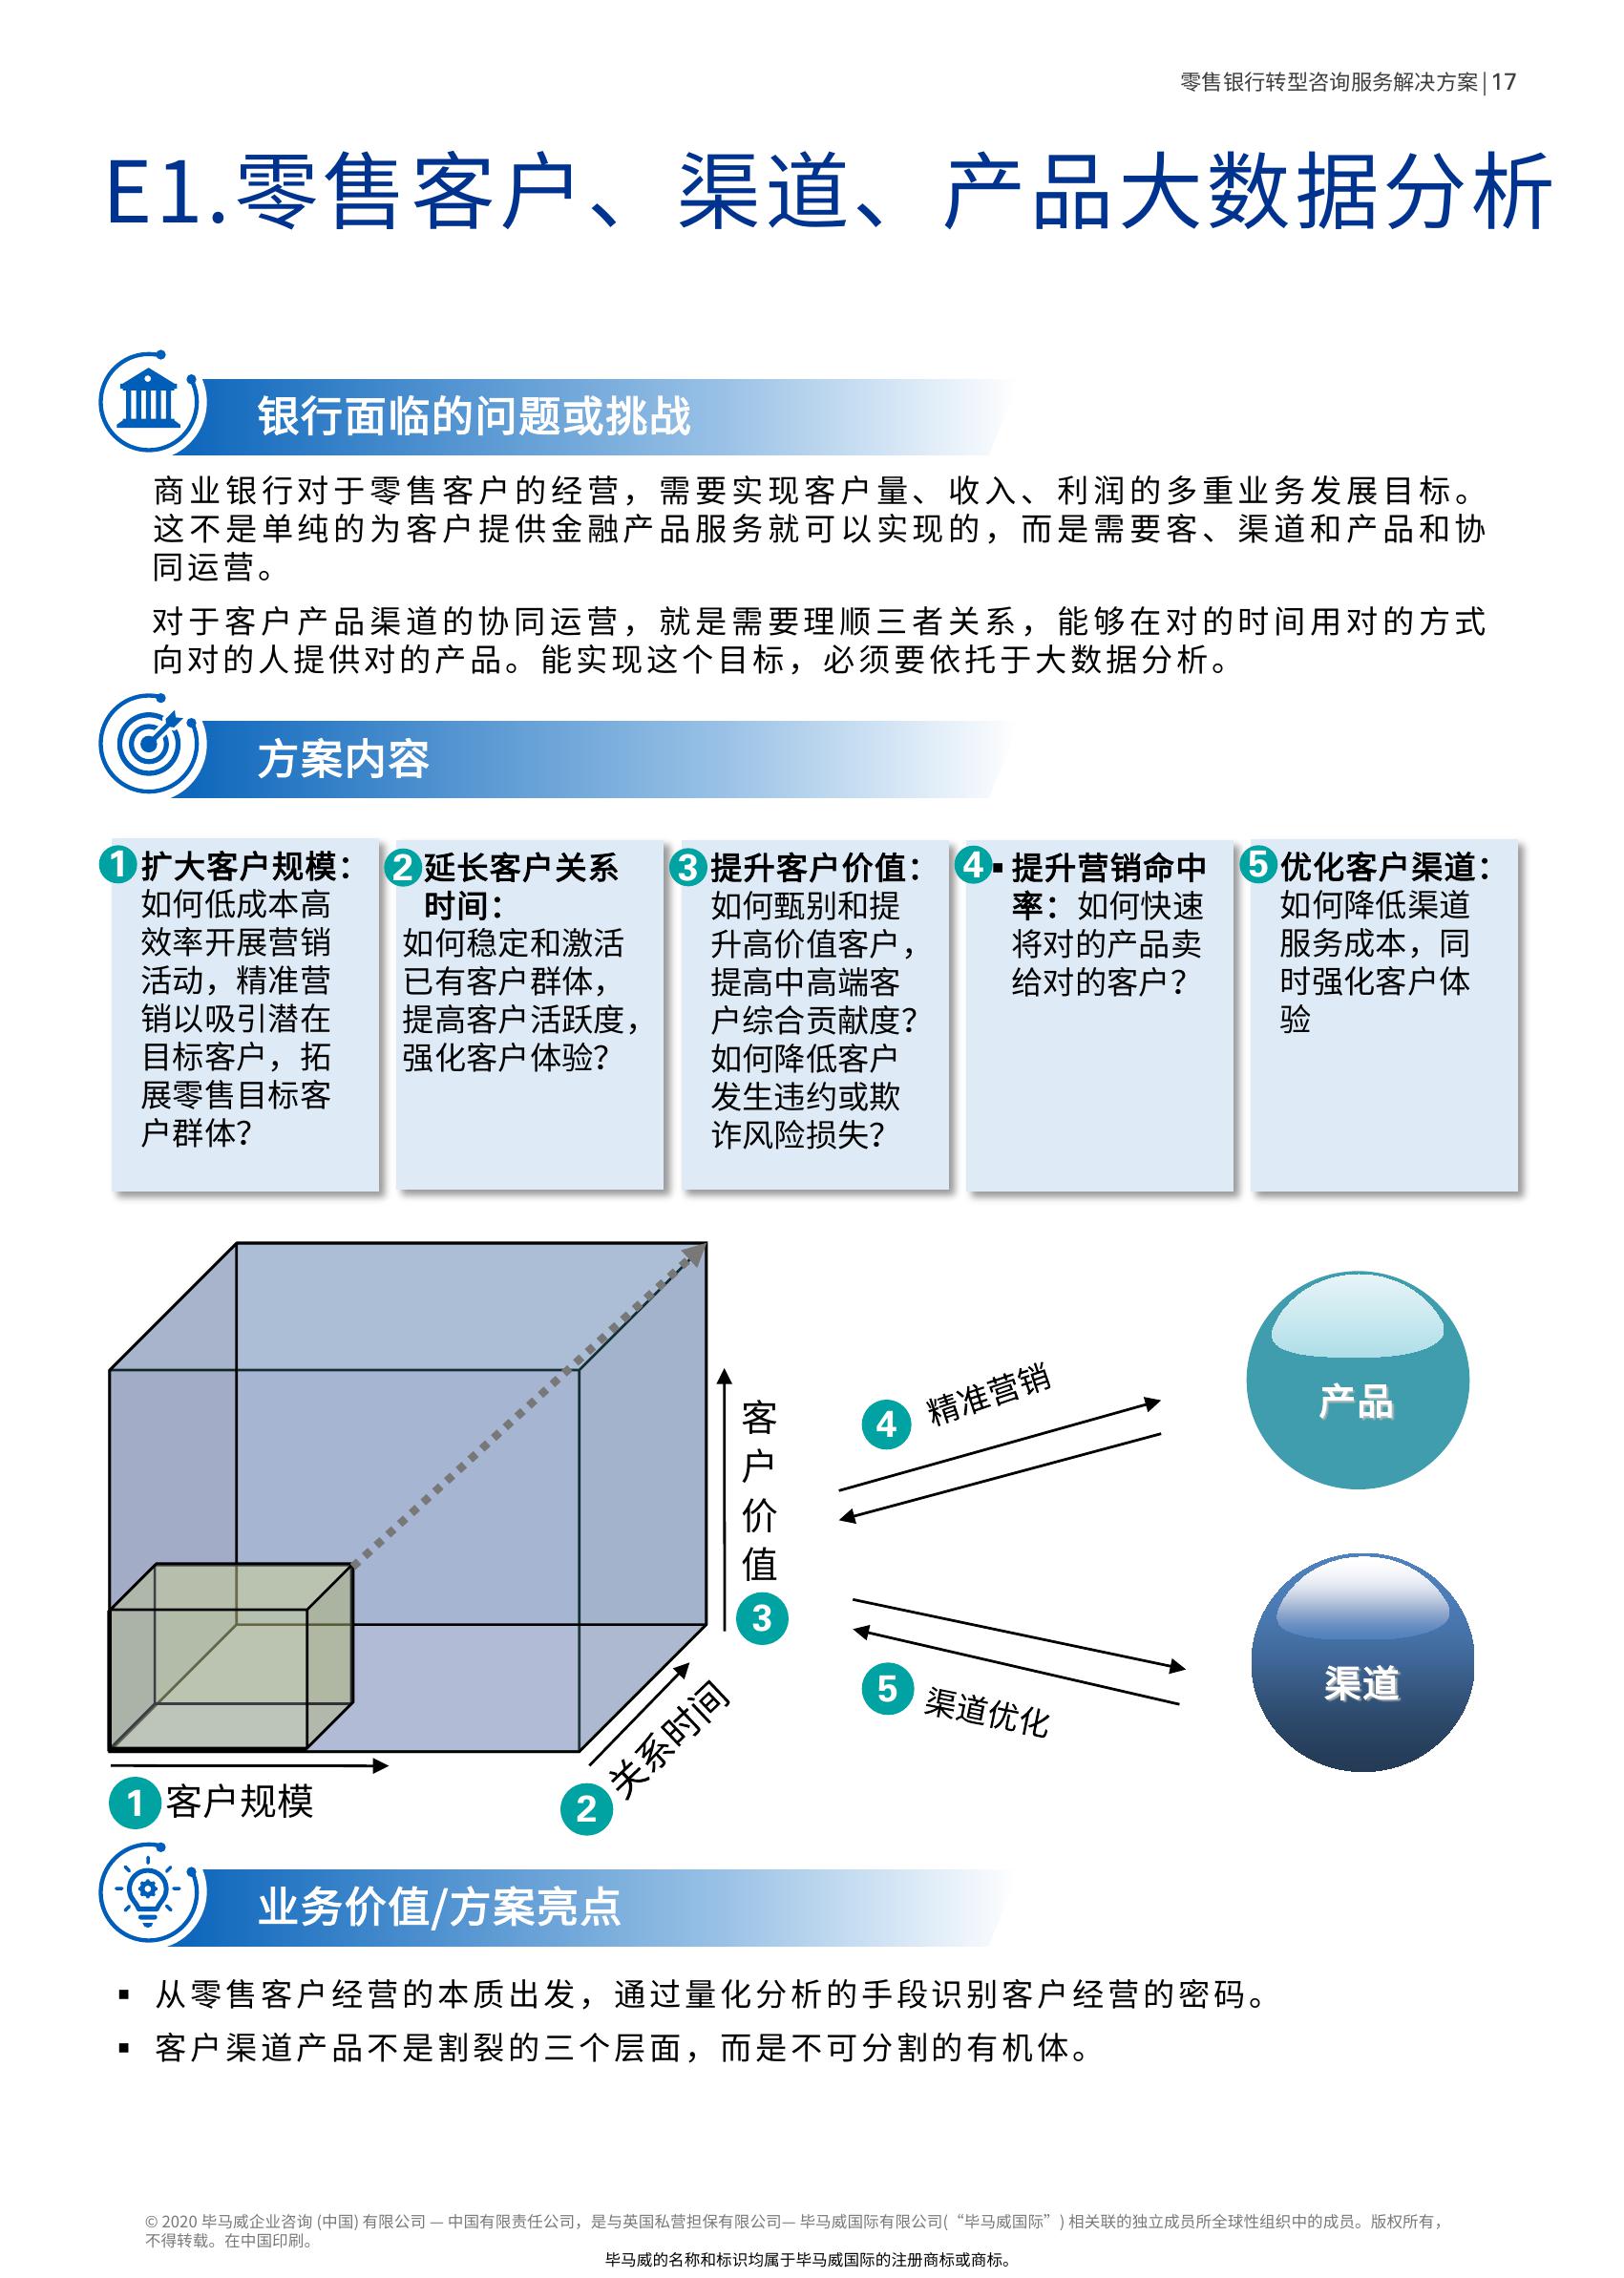 零售银行转型咨询服务解决方案|17
E1.零售客户、渠道、产品大数据分析
银行面临的问题或挑战
商业银行对于零售客户的经营，需要实现客户量、收入、利润的多重业务发展目标。
这不是单纯的为客户提供金融产品服务就可以实现的，而是需要客、渠道和产品和协
同运营。
对于客户产品渠道的协同运营，就是需要理顺三者关系，能够在对的时间用对的方式
向对的人提供对的产品。能实现这个目标，必须要依托于大数据分析。
方案内容
1 扩大客户规模：
如何低成本高
效率开展营销
活动，精准营
销以吸引潜在
目标客户，拓
展零售目标客
户群体？
2 延长客户关系
时间：
如何稳定和激活
已有客户群体，
提高客户活跃度，
强化客户体验？
3 提升客户价值：
如何甄别和提
升高价值客户，
提高中高端客
户综合贡献度？
如何降低客户
发生违约或欺
诈风险损失？
4 ▪ 提升营销命中
率：如何快速
将对的产品卖
给对的客户？
5 优化客户渠道：
如何降低渠道
服务成本，同
时强化客户体
验
客
户
价
值
3
4 精准营销
产品
5 渠道优化
渠道
关系时间
2
1 客户规模
业务价值/方案亮点
▪ 从零售客户经营的本质出发，通过量化分析的手段识别客户经营的密码。
▪ 客户渠道产品不是割裂的三个层面，而是不可分割的有机体。
© 2020 毕马威企业咨询 (中国) 有限公司 — 中国有限责任公司，是与英国私营担保有限公司— 毕马威国际有限公司(“毕马威国际”) 相关联的独立成员所全球性组织中的成员。版权所有，
不得转载。在中国印刷。
毕马威的名称和标识均属于毕马威国际的注册商标或商标。